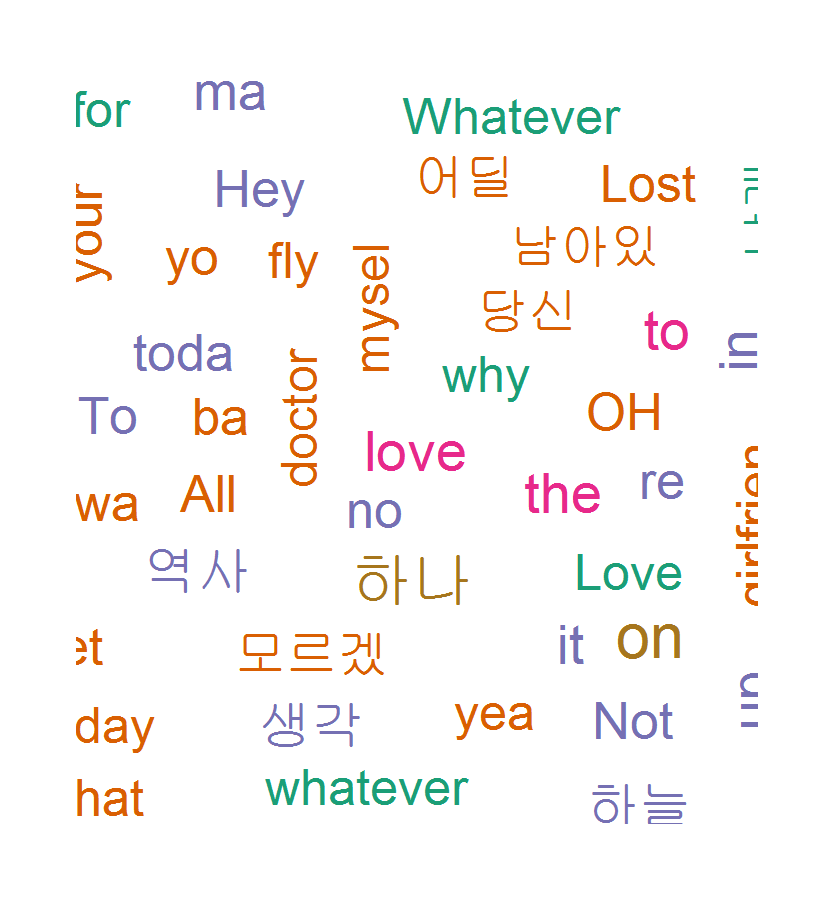 for
ma
Whatever
어딜
Lost
Hey
your
yo
fly
남아있
mysel
당신
to
in
toda
why
doctor
To
ba
OH
love
All
wa
no
the
re
girlfrien
역사
하나
Love
et
모르겠
it
on
day
생각
yea
Not
hat
whatever
하늘